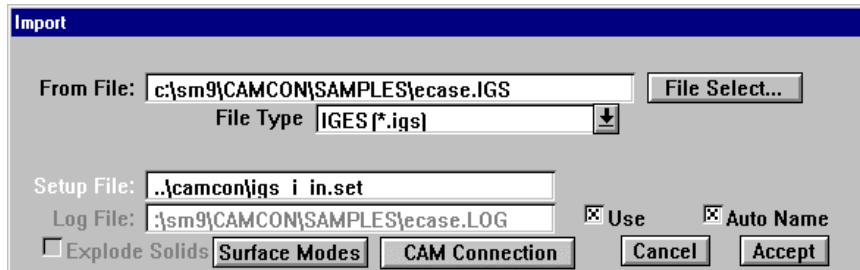 Import
From File: c:\sm9\CAMCON\SAMPLES\ecase.IGS File Select...
File Type IGES (*.igs)
Setup File: ..\camcon\igs_i_in.set
Log File: :\sm9\CAMCON\SAMPLES\ecase.LOG Use Auto Name
Explode Solids Surface Modes CAM Connection Cancel Accept